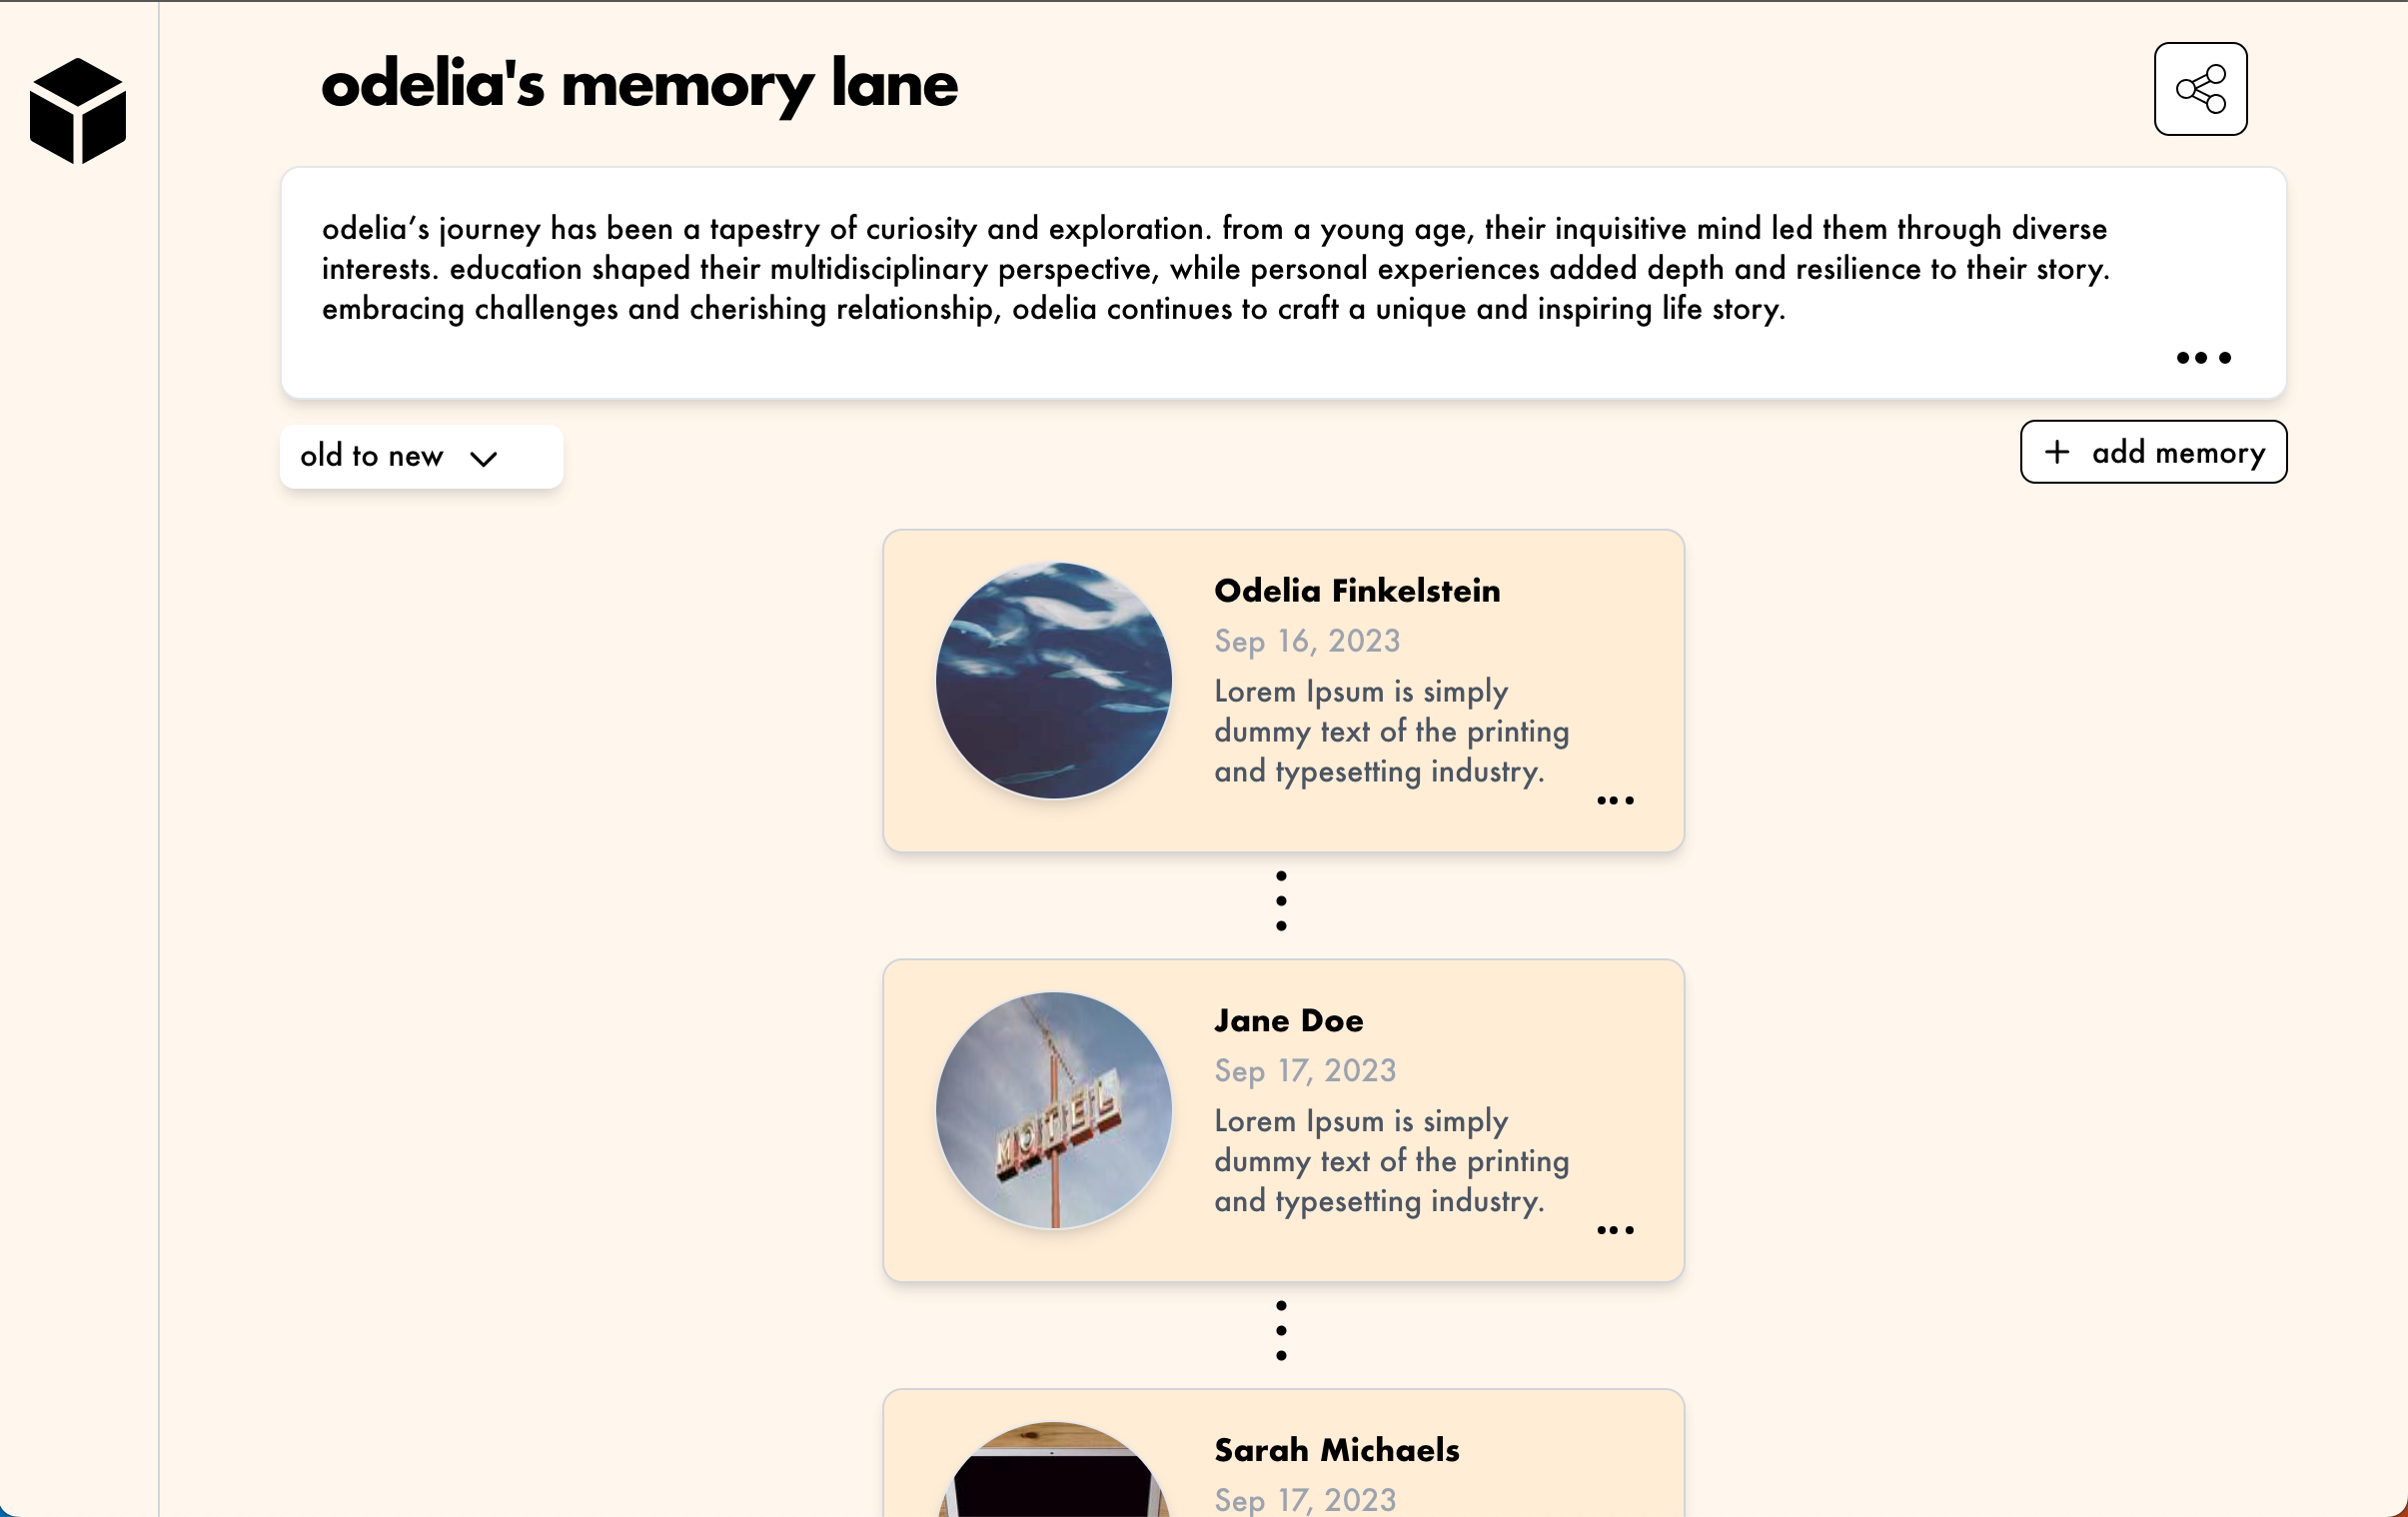 odelia's memory lane
odelia’s journey has been a tapestry of curiosity and exploration. from a young age, their inquisitive mind led them through diverse
interests. education shaped their multidisciplinary perspective, while personal experiences added depth and resilience to their story.
embracing challenges and cherishing relationship, odelia continues to craft a unique and inspiring life story.
old to new
+ add memory
Odelia Finkelstein
Sep 16, 2023
Lorem Ipsum is simply
dummy text of the printing
and typesetting industry.
MOTEL
Jane Doe
Sep 17, 2023
Lorem Ipsum is simply
dummy text of the printing
and typesetting industry.
Sarah Michaels
Sep 17, 2023